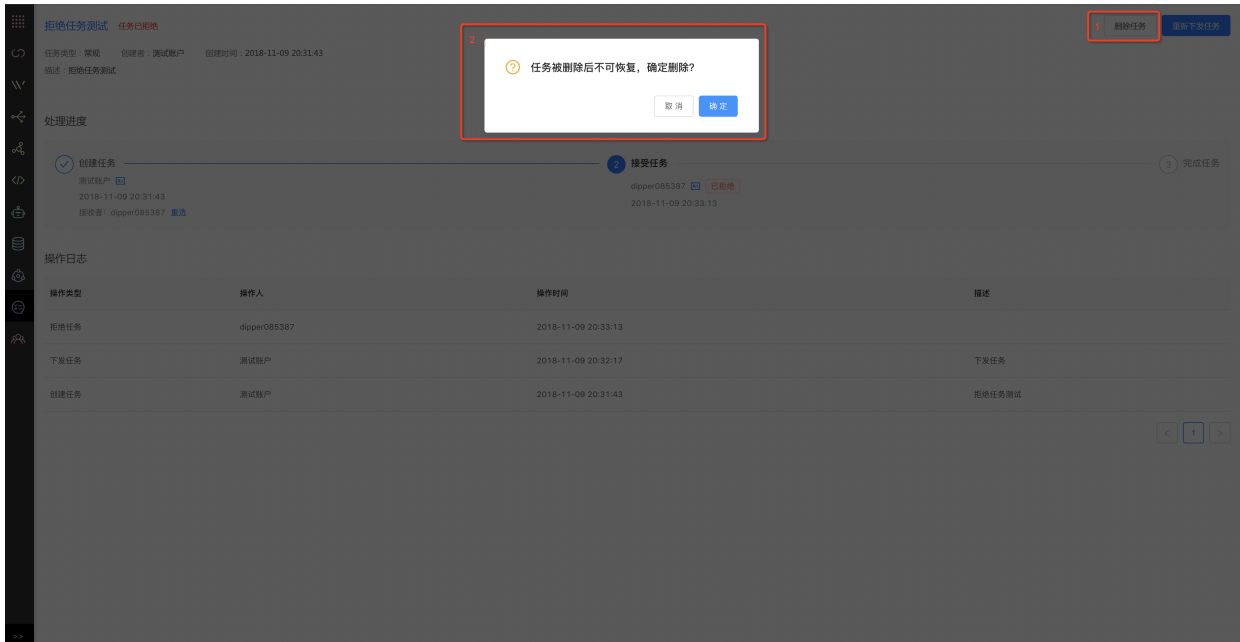 拒绝任务测试 任务已拒绝
1 删除任务 重新下发任务
2
任务类型：常规 创建者：测试账户 创建时间：2018-11-09 20:31:43
描述：拒绝任务测试
任务被删除后不可恢复，确定删除？
取 消 确 定
处理进度
创建任务 2 接受任务 3 完成任务
测试账户
dipper085387 已拒绝
2018-11-09 20:31:43
2018-11-09 20:33:13
接收者：dipper085387 重选
操作日志
操作类型 操作人 操作时间 描述
拒绝任务 dipper085387 2018-11-09 20:33:13
下发任务 测试账户 2018-11-09 20:32:17 下发任务
创建任务 测试账户 2018-11-09 20:31:43 拒绝任务测试
< 1 >
>>